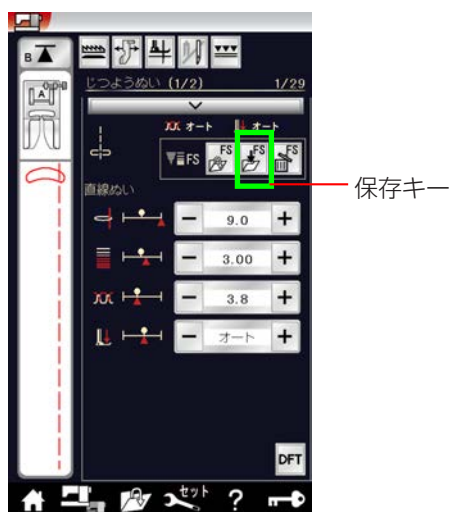 B
A
じつようぬい (1/2) 1/29
オート オート
FS FS FS FS
保存キー
直線ぬい
9.0
3.00
3.8
オート
DFT
セット
?